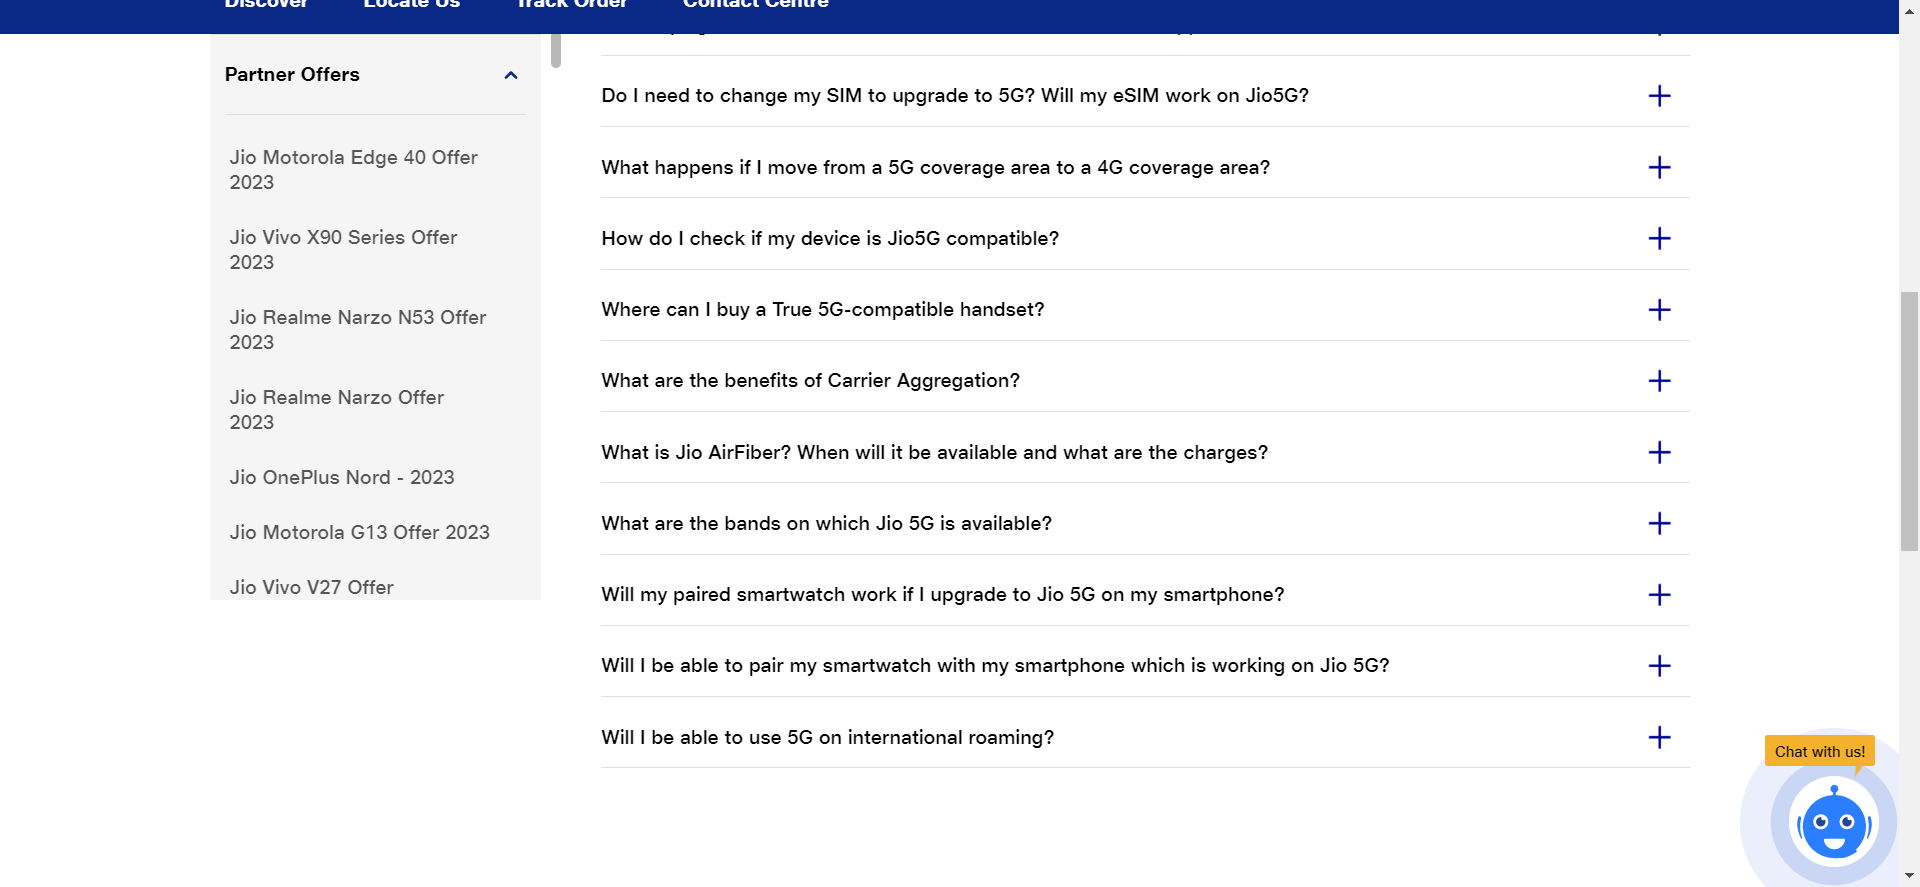 Discover Locate Us Track Order Contact Centre
Partner Offers
Jio Motorola Edge 40 Offer
2023
Jio Vivo X90 Series Offer
2023
Jio Realme Narzo N53 Offer
2023
Jio Realme Narzo Offer
2023
Jio OnePlus Nord - 2023
Jio Motorola G13 Offer 2023
Jio Vivo V27 Offer
Do I need to change my SIM to upgrade to 5G? Will my eSIM work on Jio5G?
What happens if I move from a 5G coverage area to a 4G coverage area?
How do I check if my device is Jio5G compatible?
Where can I buy a True 5G-compatible handset?
What are the benefits of Carrier Aggregation?
What is Jio AirFiber? When will it be available and what are the charges?
What are the bands on which Jio 5G is available?
Will my paired smartwatch work if I upgrade to Jio 5G on my smartphone?
Will I be able to pair my smartwatch with my smartphone which is working on Jio 5G?
Will I be able to use 5G on international roaming?
Chat with us!